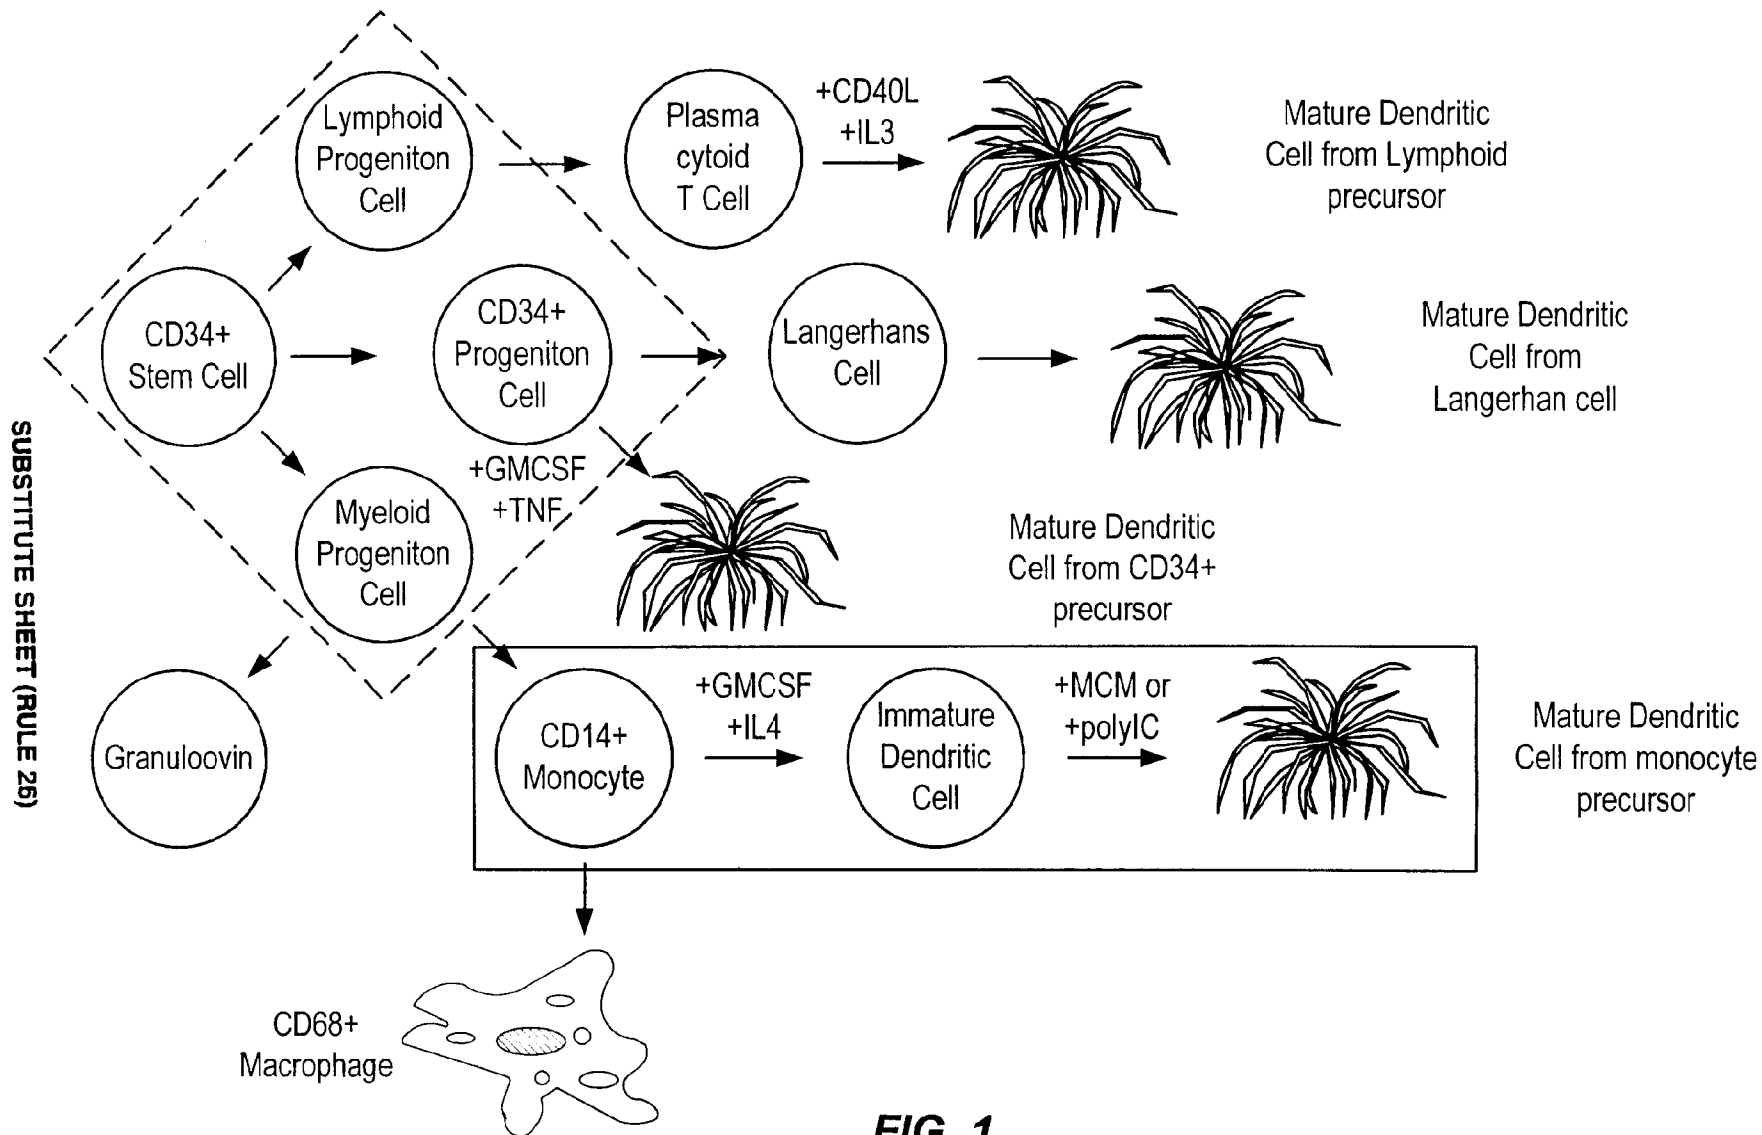 Lymphoid
Progeniton
Cell
Plasma
cytoid
T Cell
+CD40L
+IL3
Mature Dendritic
Cell from Lymphoid
precursor
CD34+
Stem Cell
CD34+
Progeniton
Cell
Langerhans
Cell
Mature Dendritic
Cell from
Langerhan cell
+GMCSF
+TNF
Myeloid
Progeniton
Cell
Mature Dendritic
Cell from CD34+
precursor
Granuloovin
CD14+
Monocyte
+GMCSF
+IL4
Immature
Dendritic
Cell
+MCM or
+polyIC
Mature Dendritic
Cell from monocyte
precursor
CD68+
Macrophage
SUBSTITUTE SHEET (RULE 26)
FIG. 1